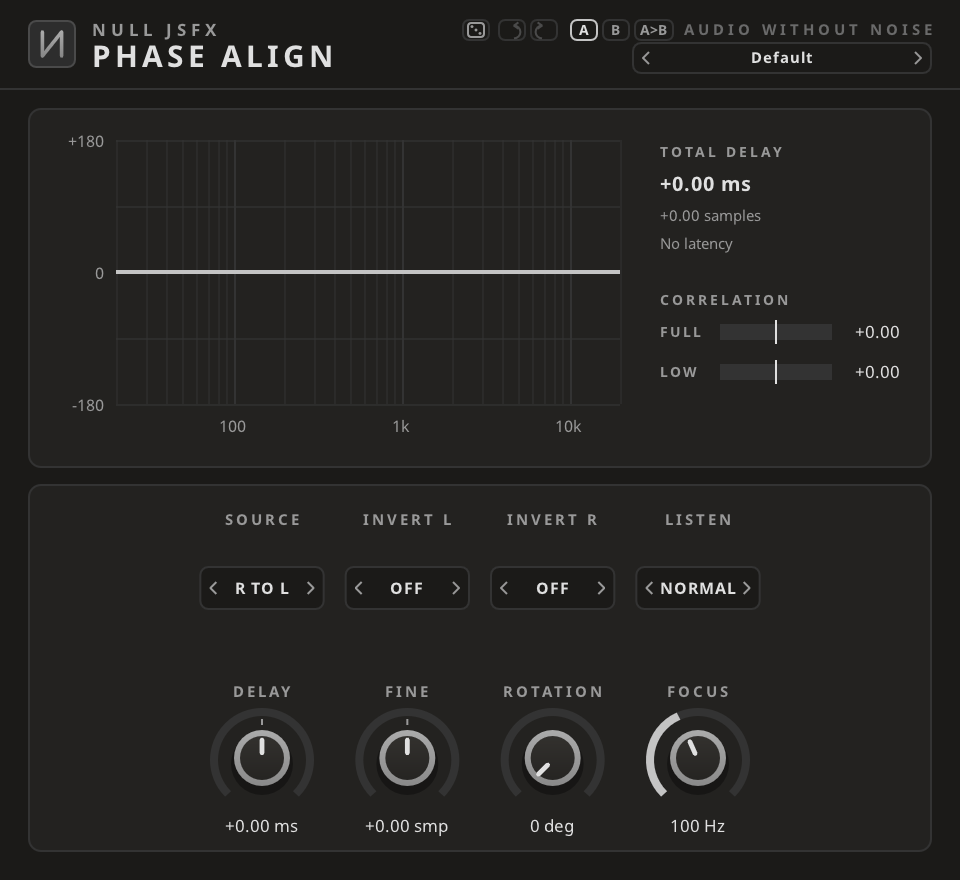 NULL JSFX
PHASE ALIGN
A B A>B AUDIO WITHOUT NOISE
Default
+180
0
-180
100 1k 10k
TOTAL DELAY
+0.00 ms
+0.00 samples
No latency
CORRELATION
FULL +0.00
LOW +0.00
SOURCE INVERT L INVERT R LISTEN
R TO L OFF OFF NORMAL
DELAY FINE ROTATION FOCUS
+0.00 ms +0.00 smp 0 deg 100 Hz